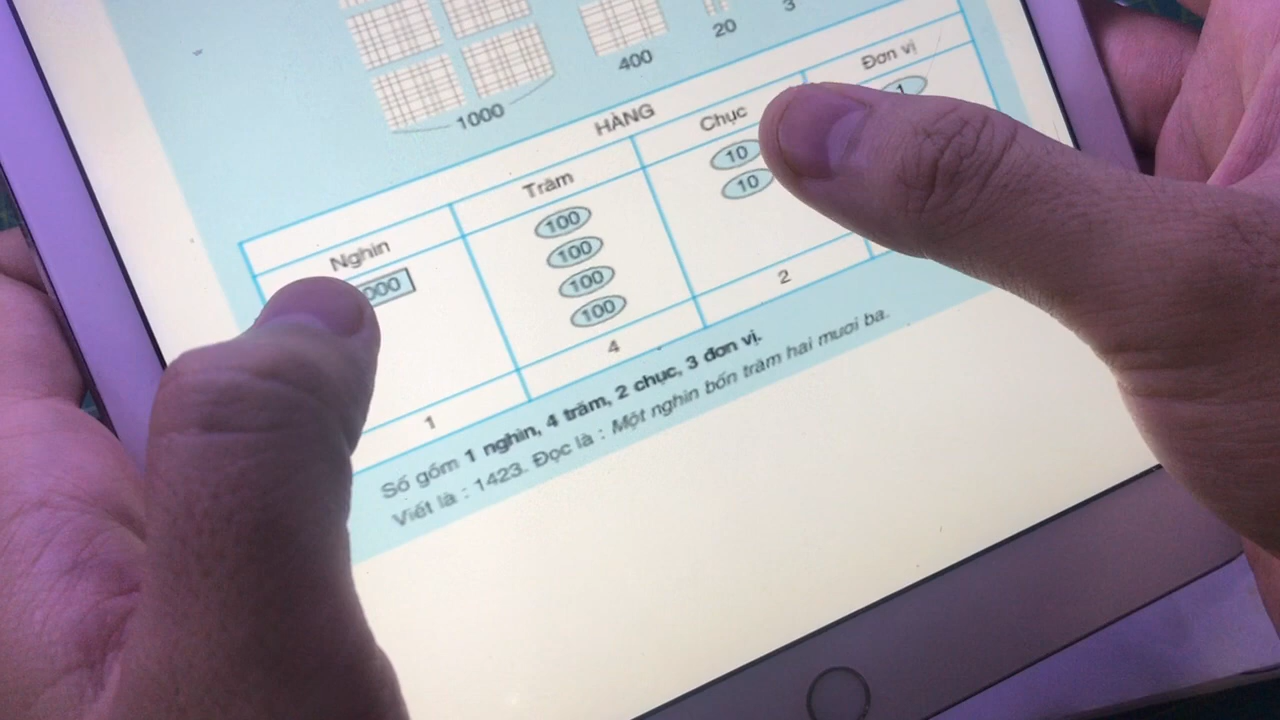 1000
400
20
3
HÀNG
Nghìn
Trăm
Chục
Đơn vị
000
100
100
100
100
10
10
1
1
4
2
Số gồm 1 nghìn, 4 trăm, 2 chục, 3 đơn vị.
Viết là : 1423. Đọc là : Một nghìn bốn trăm hai mươi ba.